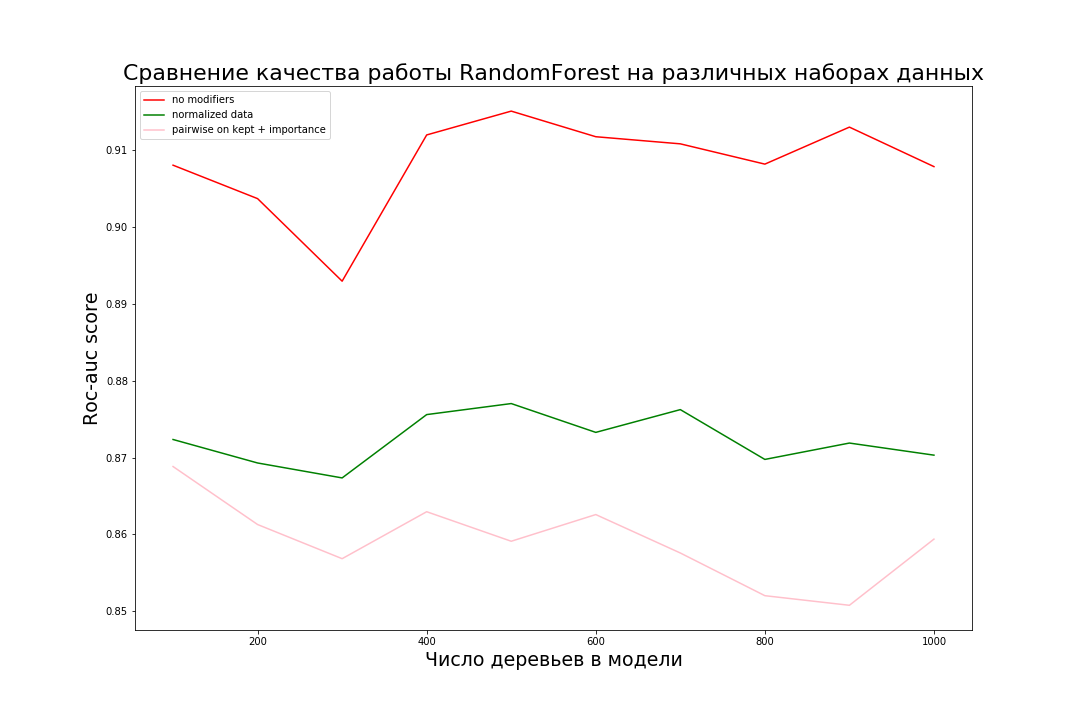 Сравнение качества работы RandomForest на различных наборах данных
no modifiers
normalized data
pairwise on kept + importance
Roc-auc score
0.91
0.90
0.89
0.88
0.87
0.86
0.85
200
400
600
800
1000
Число деревьев в модели